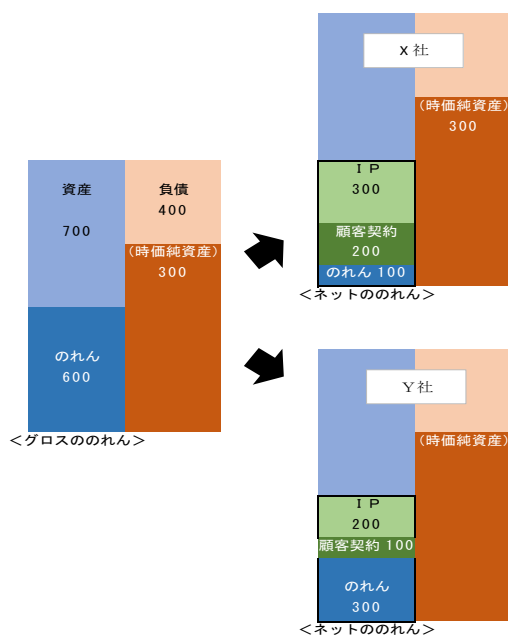 資産
700
負債
400
(時価純資産)
300
のれん
600
＜グロスののれん＞
X 社
(時価純資産)
300
ＩＰ
300
顧客契約
200
のれん 100
＜ネットののれん＞
Y 社
(時価純資産)
ＩＰ
200
顧客契約 100
のれん
300
＜ネットののれん＞